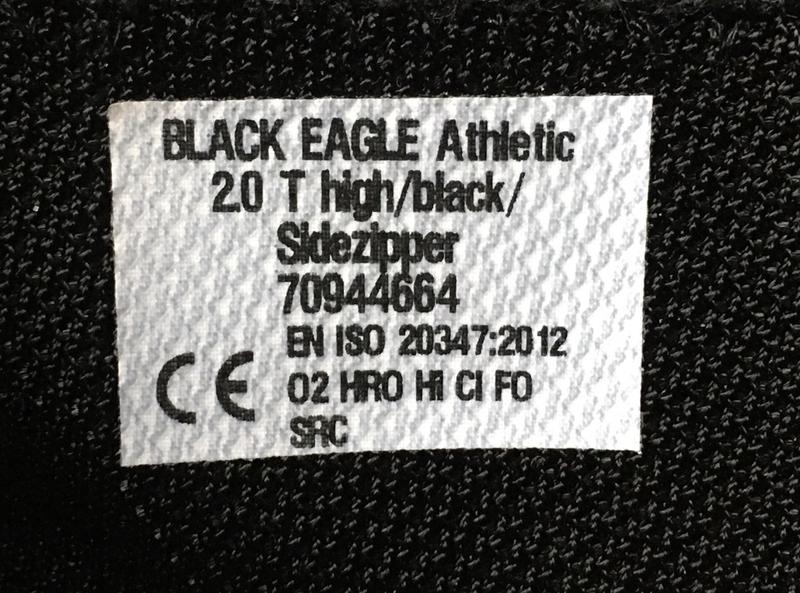 BLACK EAGLE Athletic
2.0 T high/black/
Sidezipper
70944664
EN ISO 20347:2012
CE O2 HRO HI CI FO
SRC